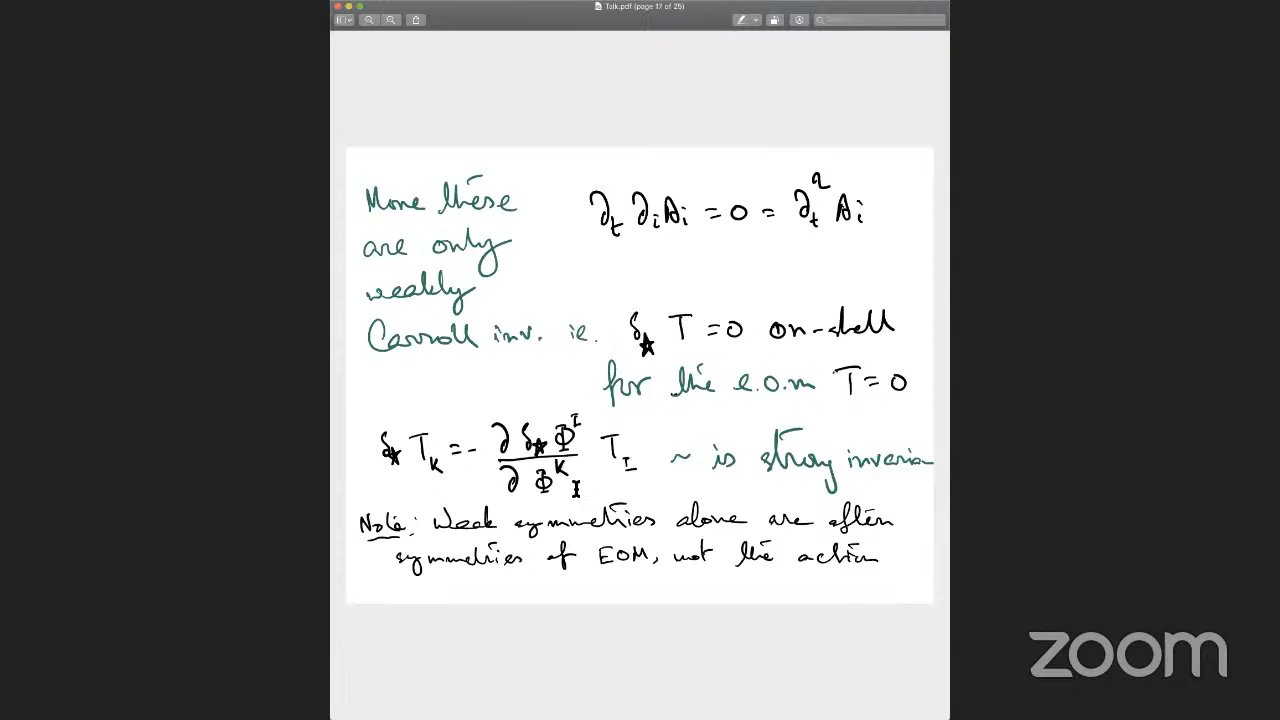 Talk.pdf (page 17 of 25)
More these
are only
weakly
Carroll inv. ie.
∂_t ∂_i A_i = 0 = ∂_t^2 A_i
δ_★ T = 0 on-shell
for the e.o.m T = 0
δ_★ T_K = - ∂ δ_★ Φ^I / ∂ Φ^K T_I ~ is strong invarian
Note: Weak symmetries alone are often
symmetries of EOM, not the action
zoom